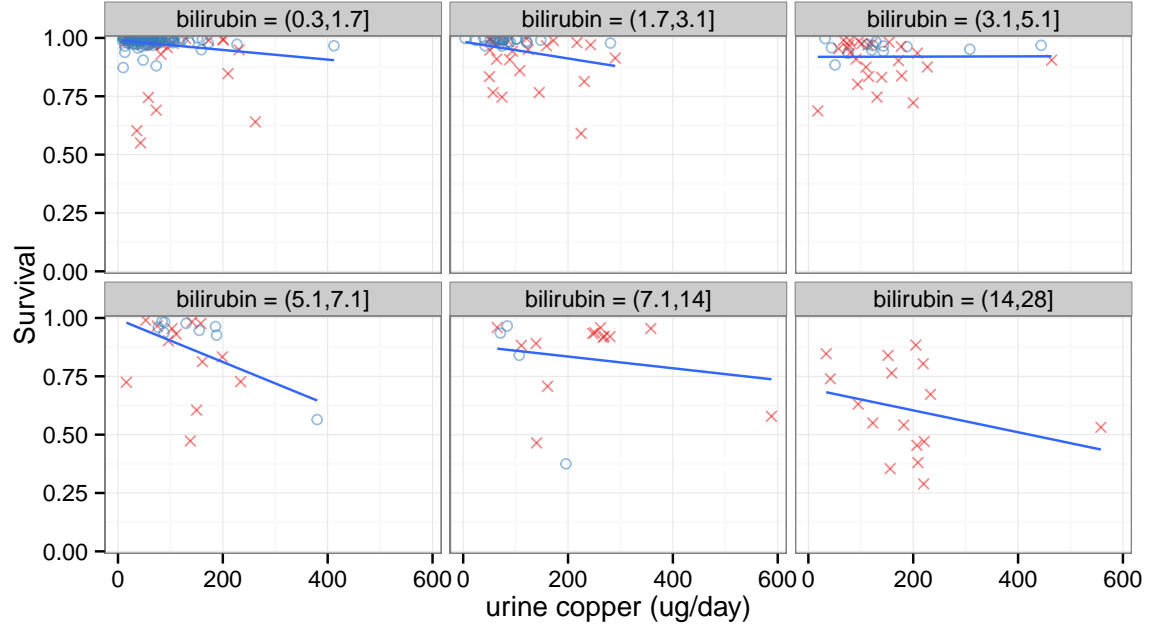 bilirubin = (0.3,1.7]
bilirubin = (1.7,3.1]
bilirubin = (3.1,5.1]
1.00
0.75
0.50
0.25
0.00
bilirubin = (5.1,7.1]
bilirubin = (7.1,14]
bilirubin = (14,28]
1.00
0.75
0.50
0.25
0.00
0 200 400 600 0 200 400 600 0 200 400 600
Survival
urine copper (ug/day)